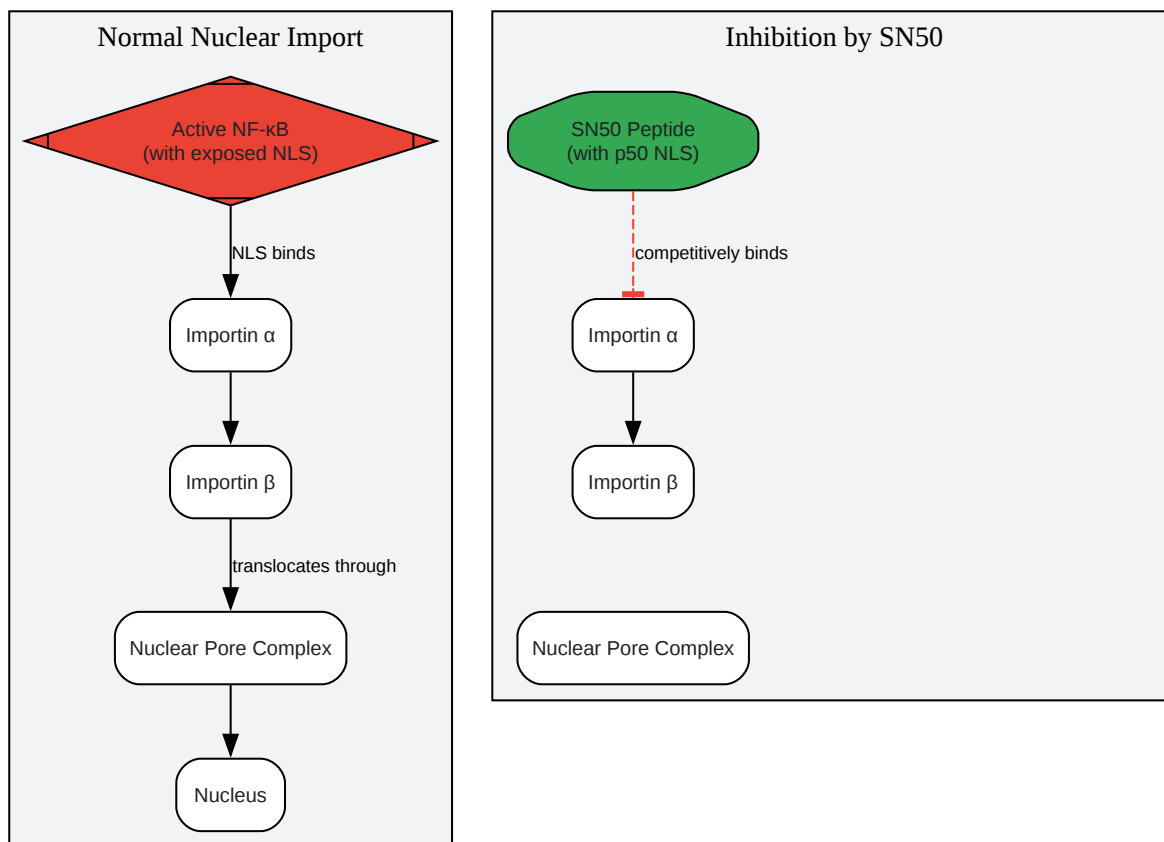 Normal Nuclear Import
Active NF-κB
(with exposed NLS)
NLS binds
Importin α
Importin β
translocates through
Nuclear Pore Complex
Nucleus
Inhibition by SN50
SN50 Peptide
(with p50 NLS)
competitively binds
Importin α
Importin β
Nuclear Pore Complex